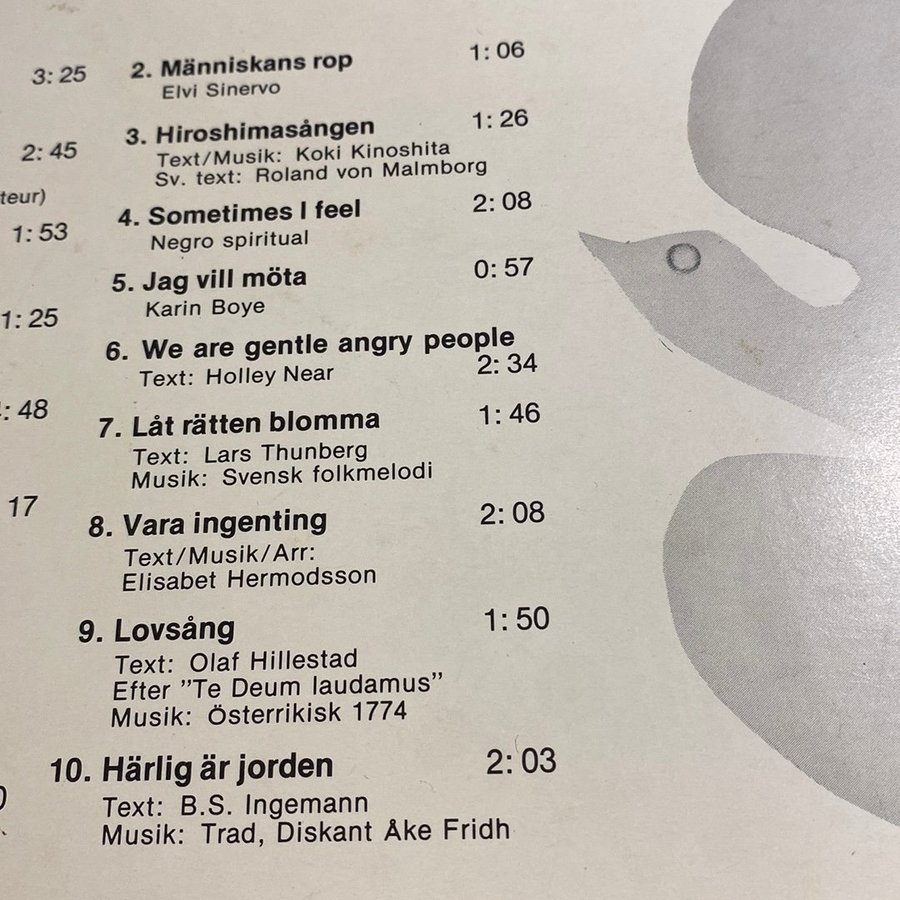 3: 25
2: 45
teur)
1: 53
1: 25
: 48
17
2. Människans rop 1: 06
Elvi Sinervo
3. Hiroshimasången 1: 26
Text/Musik: Koki Kinoshita
Sv. text: Roland von Malmborg
4. Sometimes I feel 2: 08
Negro spiritual
5. Jag vill möta 0: 57
Karin Boye
6. We are gentle angry people
Text: Holley Near 2: 34
7. Låt rätten blomma 1: 46
Text: Lars Thunberg
Musik: Svensk folkmelodi
8. Vara ingenting 2: 08
Text/Musik/Arr:
Elisabet Hermodsson
9. Lovsång 1: 50
Text: Olaf Hillestad
Efter ”Te Deum laudamus”
Musik: Österrikisk 1774
10. Härlig är jorden 2: 03
Text: B.S. Ingemann
Musik: Trad, Diskant Åke Fridh